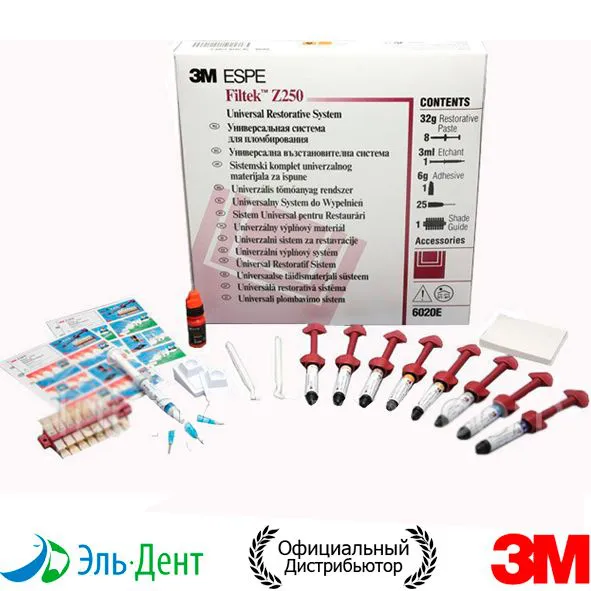 3M ESPE
Filtek™ Z250
Universal Restorative System
Универсальная система
для пломбирования
Универсална възстановителна система
Sistemski komplet univerzalnog
materijala za ispune
Univerzális tömőanyag rendszer
Uniwersalny System do Wypełnień
Sistem Universal pentru Restaurări
Univerzálny výplňový materiál
Univerzalni sistem za restavracije
Univerzální výplňový systém
Universal Restoratif Sistem
Universaalse täidismaterjali süsteem
Universālā restoratīvā sistēma
Universali plombavimo sistem
CONTENTS
32g Restorative
Paste
8
3ml Etchant
1
6g Adhesive
1
25
1 Shade
Guide
Accessories
6020E
3M ESPE
Эль·Дент
Официальный
Дистрибьютор
3M